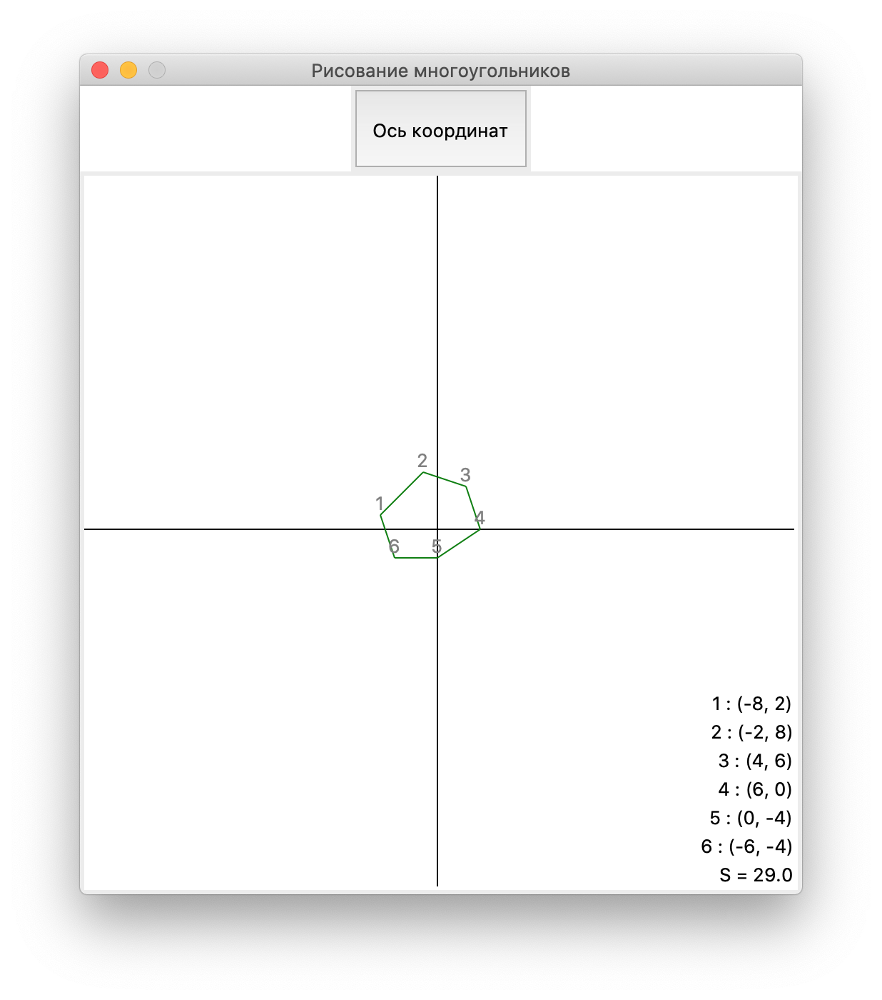 Рисование многоугольников
Ось координат
2
3
1
4
6 5
1 : (-8, 2)
2 : (-2, 8)
3 : (4, 6)
4 : (6, 0)
5 : (0, -4)
6 : (-6, -4)
S = 29.0